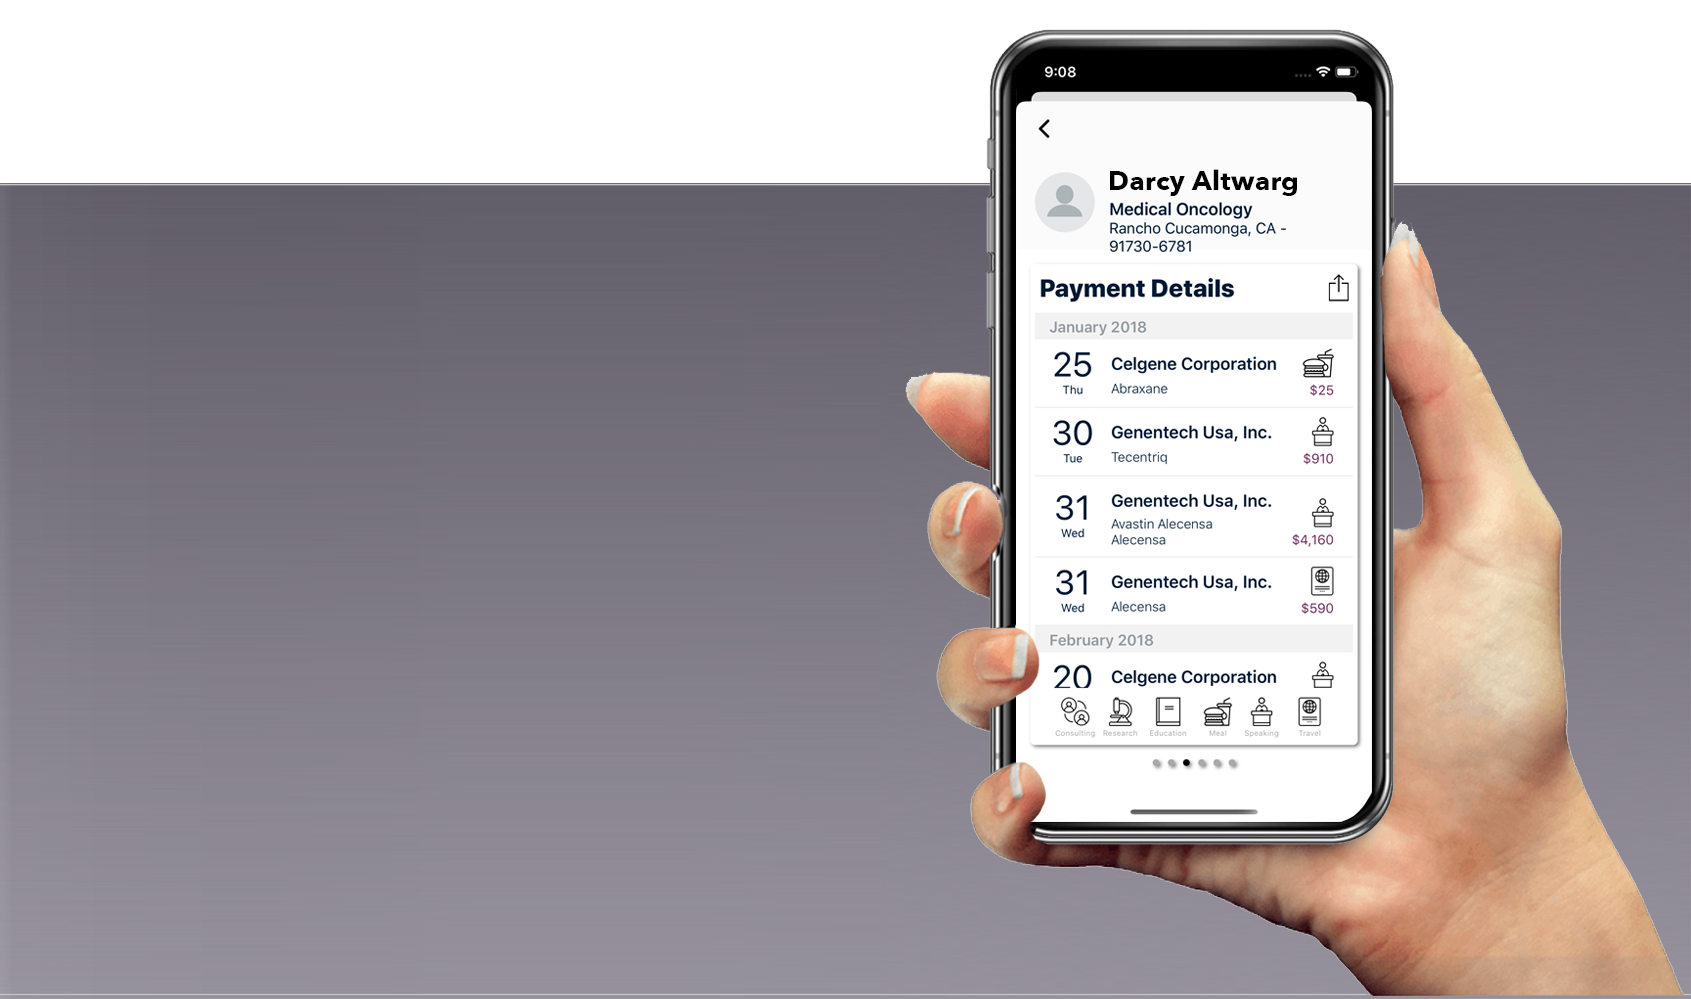 9:08
Darcy Altwarg
Medical Oncology
Rancho Cucamonga, CA -
91730-6781
Payment Details
January 2018
25 Celgene Corporation
Thu Abraxane $25
30 Genentech Usa, Inc.
Tue Tecentriq $910
31 Genentech Usa, Inc.
Wed Avastin Alecensa
Alecensa $4,160
31 Genentech Usa, Inc.
Wed Alecensa $590
February 2018
20 Celgene Corporation
Consulting Research Education Meal Speaking Travel